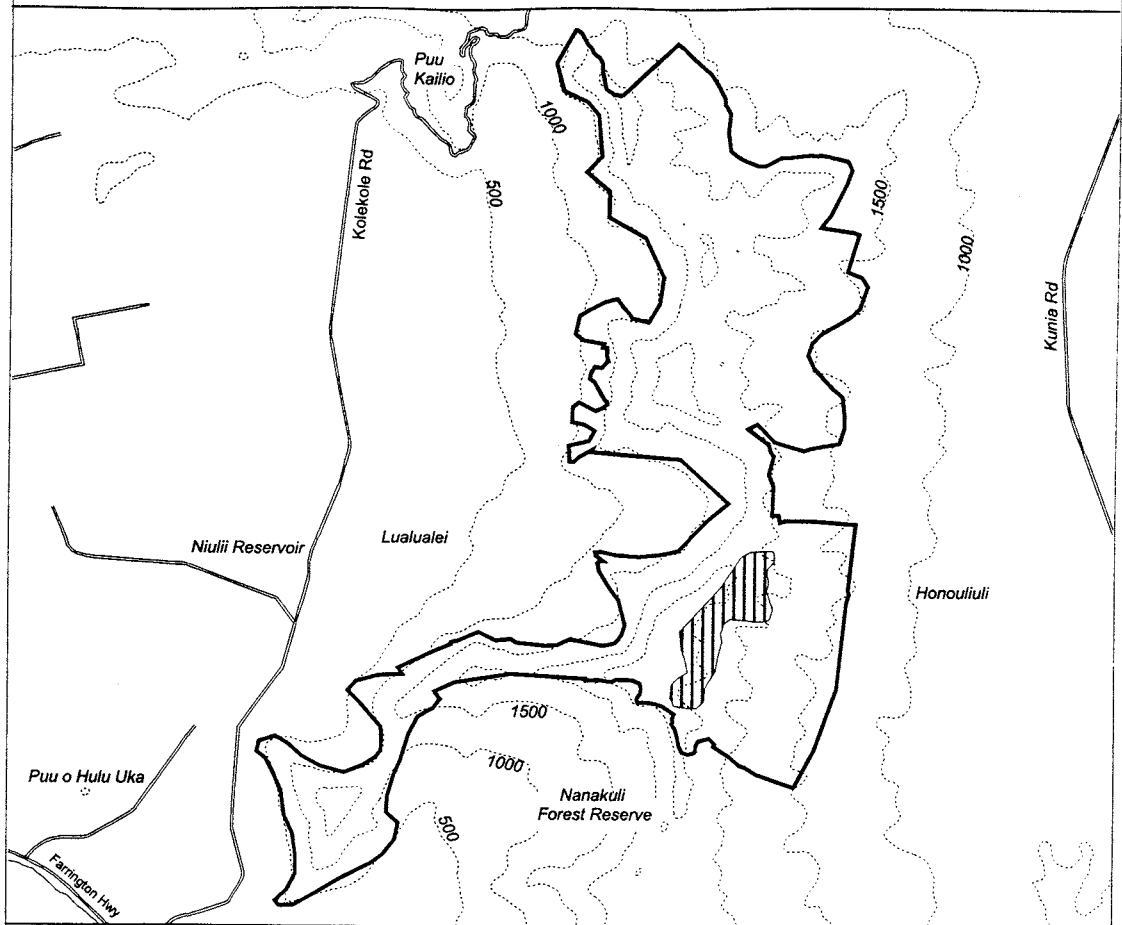 Puu
Kailio
1000
Kolekole Rd
500
1500
1000
Kunia Rd
Niulii Reservoir
Lualualei
Honouliuli
1500
Puu o Hulu Uka
1000
Nanakuli
Forest Reserve
500
Farrington Hwy